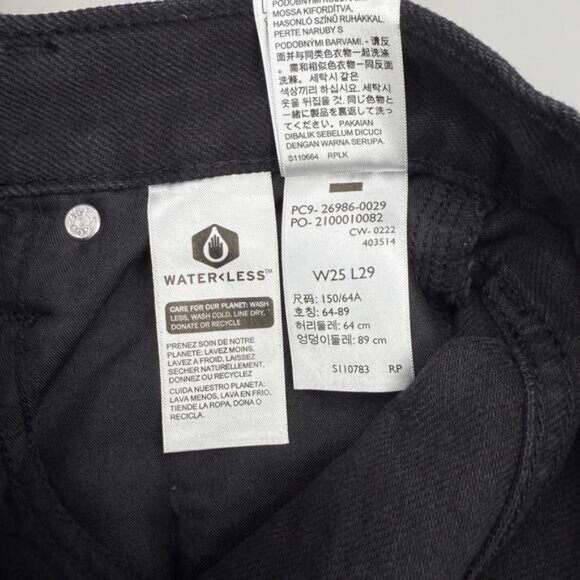 MOSSA KIFORDÍTVA,
HASONLÓ SZÍNŰ RUHÁKKAL.
PERTE NARUBY S
PODOBNÝMI BARVAMI. - 请反
面并与同类色衣物一起洗涤
。需和相似色衣物一同反面
洗滌。세탁시 같은
색상끼리 하십시요. 세탁시
옷을 뒤집을 것. 同じ色物と
一緒に製品を裏返して洗っ
てください。PAKAIAN
DIBALIK SEBELUM DICUCI
DENGAN WARNA SERUPA.
S110664 RPLK
WATER<LESS™
CARE FOR OUR PLANET: WASH
LESS, WASH COLD, LINE DRY,
DONATE OR RECYCLE
PRENEZ SOIN DE NOTRE
PLANETE: LAVEZ MOINS,
LAVEZ A FROID, LAISSEZ
SECHER NATURELLEMENT,
DONNEZ OU RECYCLEZ
CUIDA NUESTRO PLANETA:
LAVA MENOS, LAVA EN FRIO,
TIENDE LA ROPA, DONA O
RECICLA.
PC9- 26986-0029
PO- 2100010082
CW- 0222
403514
W25 L29
尺码: 150/64A
호칭: 64-89
허리둘레: 64 cm
엉덩이둘레: 89 cm
S110783 RP